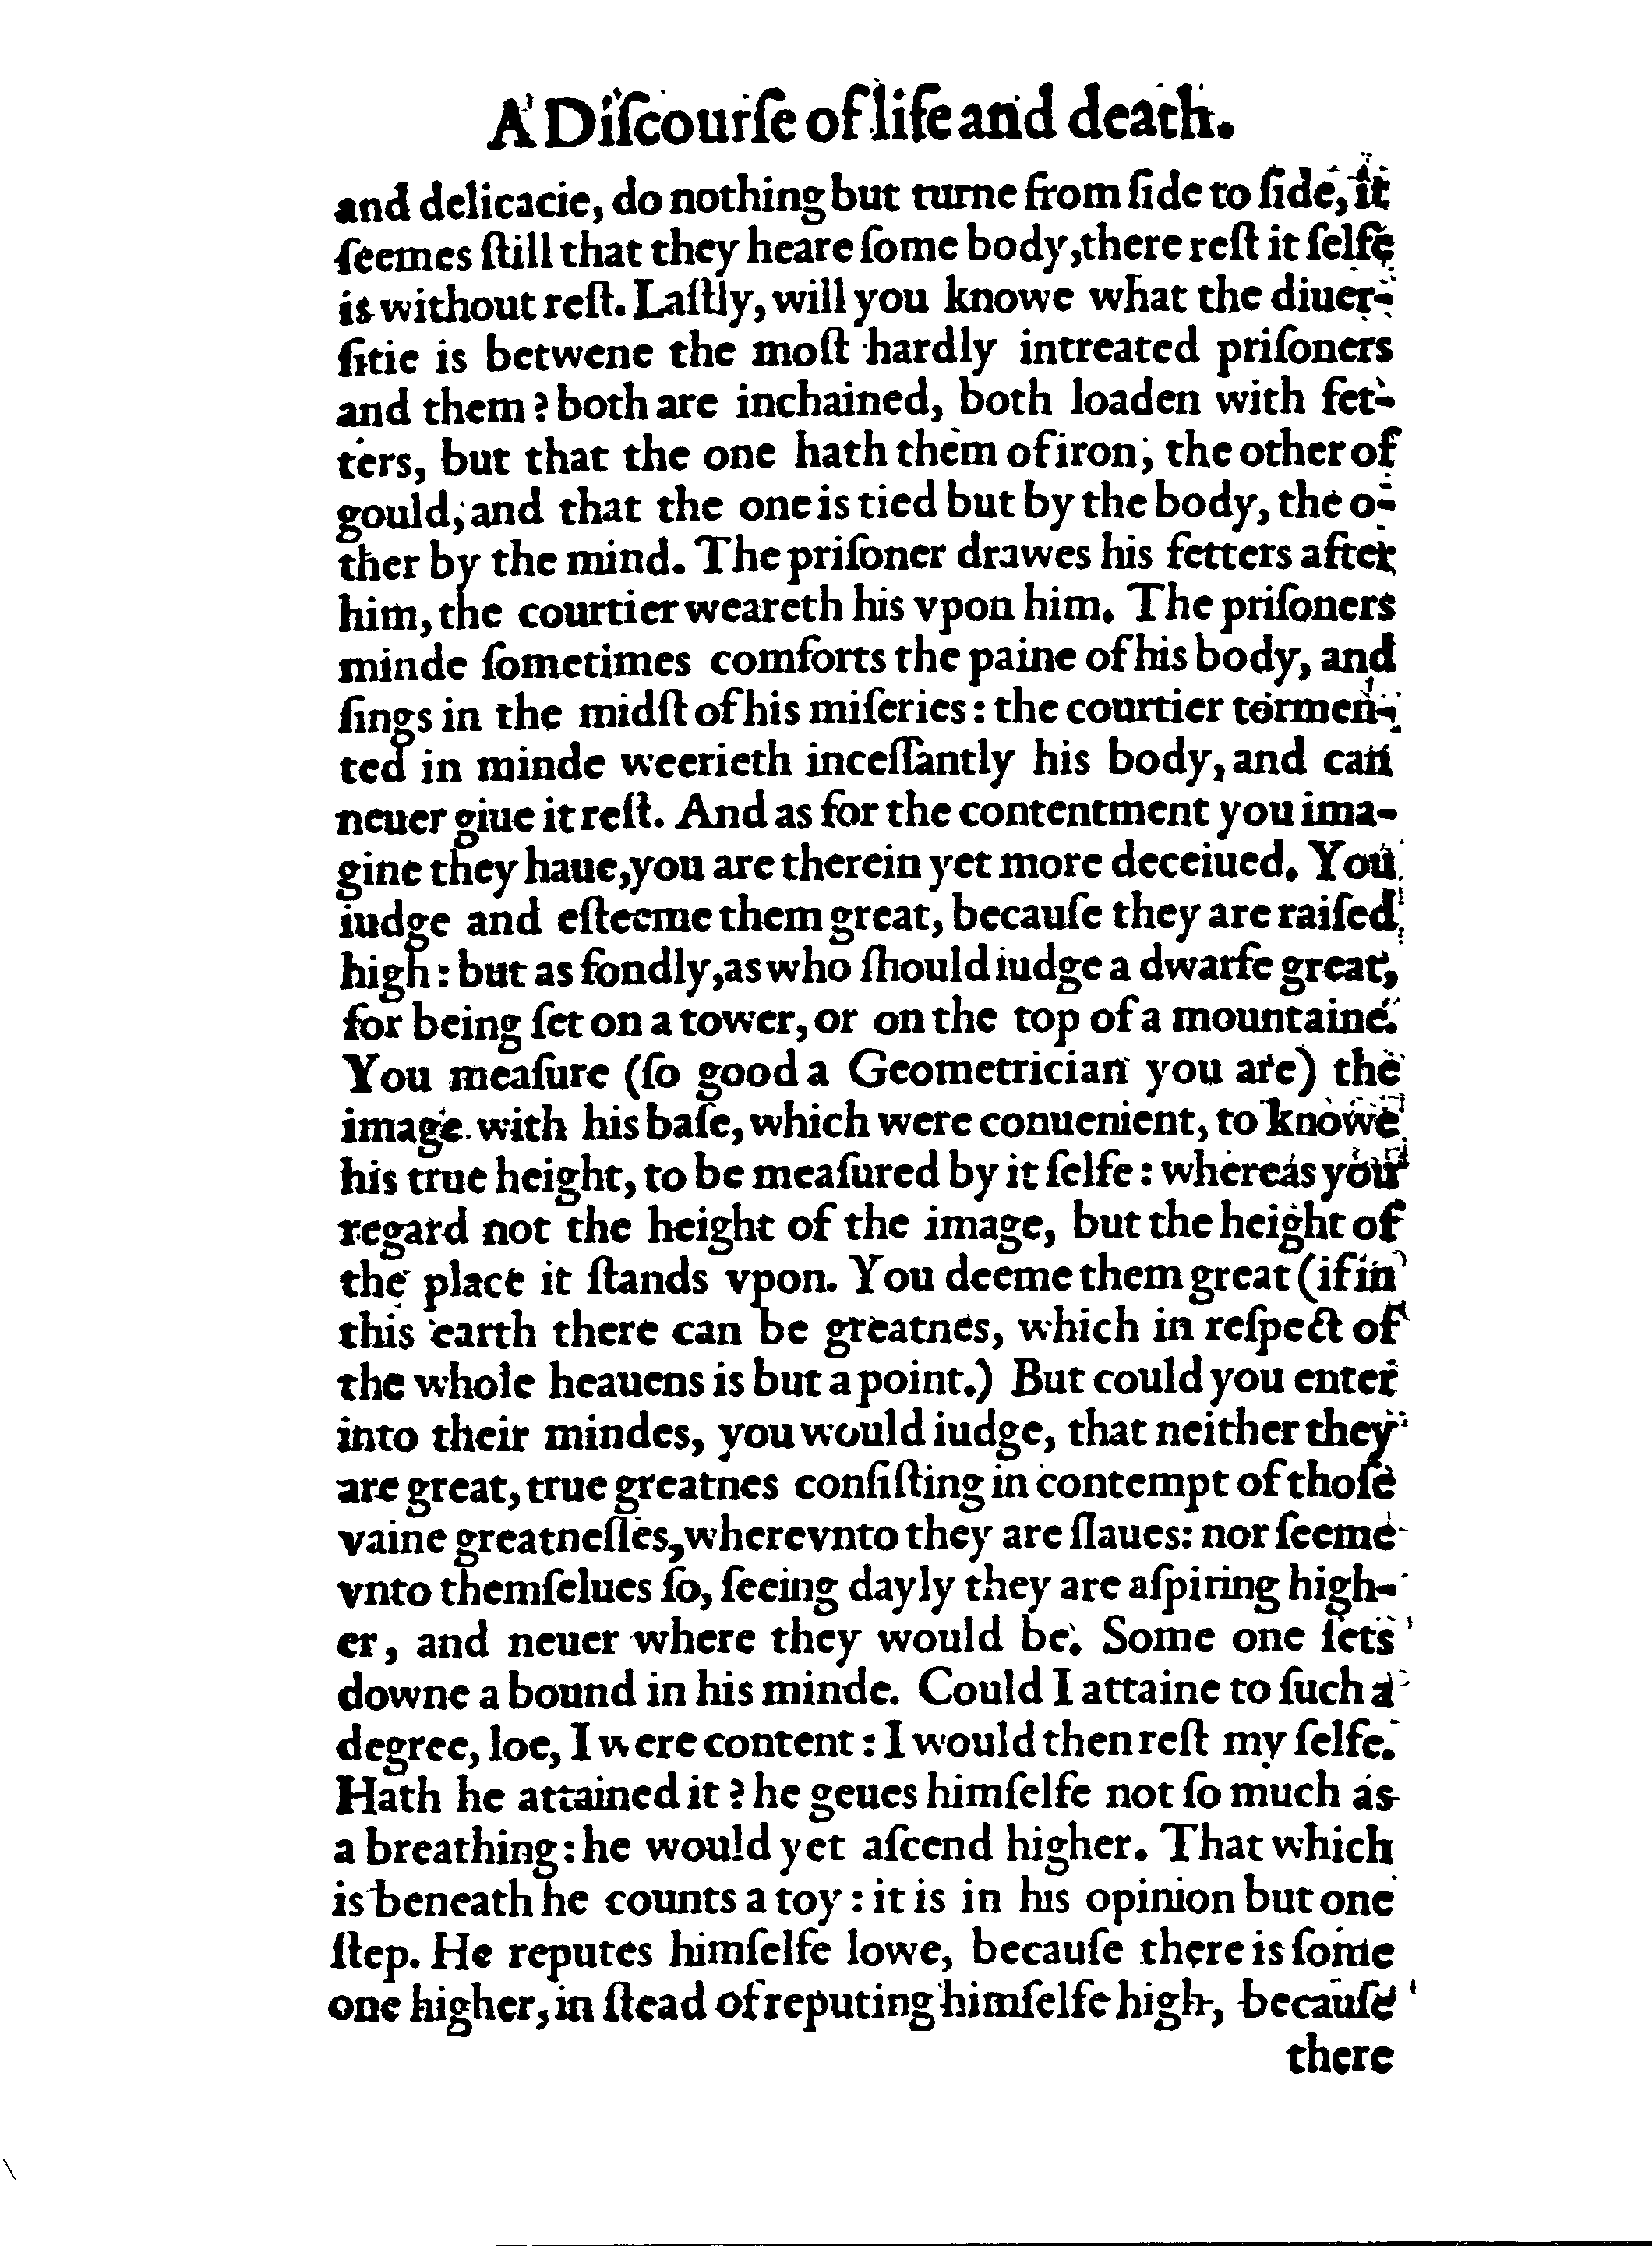 A Diſcourſe of life and death.
and delicacie, do nothing but turne from ſide to ſide, it
ſeemes ſtill that they heare ſome body, there reſt it ſelfe
is without reſt. Laſtly, will you knowe what the diuer-
ſitie is betwene the moſt hardly intreated priſoners
and them? both are inchained, both loaden with fet-
ters, but that the one hath them of iron, the other of
gould, and that the one is tied but by the body, the o-
ther by the mind. The priſoner drawes his fetters after
him, the courtier weareth his vpon him. The priſoners
minde ſometimes comforts the paine of his body, and
ſings in the midſt of his miſeries: the courtier tormen-
ted in minde weerieth inceſſantly his body, and can
neuer giue it reſt. And as for the contentment you ima-
gine they haue, you are therein yet more deceiued. You
iudge and eſteeme them great, becauſe they are raiſed
high: but as fondly, as who ſhould iudge a dwarfe great,
for being ſet on a tower, or on the top of a mountaine.
You meaſure (ſo good a Geometrician you are) the
image with his baſe, which were conuenient, to knowe
his true height, to be meaſured by it ſelfe: whereas you
regard not the height of the image, but the height of
the place it ſtands vpon. You deeme them great (if in
this earth there can be greatnes, which in reſpect of
the whole heauens is but a point.) But could you enter
into their mindes, you would iudge, that neither they
are great, true greatnes conſiſting in contempt of thoſe
vaine greatneſſes, wherevnto they are ſlaues: nor ſeeme
vnto themſelues ſo, ſeeing dayly they are aſpiring high-
er, and neuer where they would be. Some one ſets
downe a bound in his minde. Could I attaine to ſuch a
degree, loe, I were content: I would then reſt my ſelfe.
Hath he attained it? he geues himſelfe not ſo much as
a breathing: he would yet aſcend higher. That which
is beneath he counts a toy: it is in his opinion but one
ſtep. He reputes himſelfe lowe, becauſe there is ſome
one higher, in ſtead of reputing himſelfe high, becauſe
there